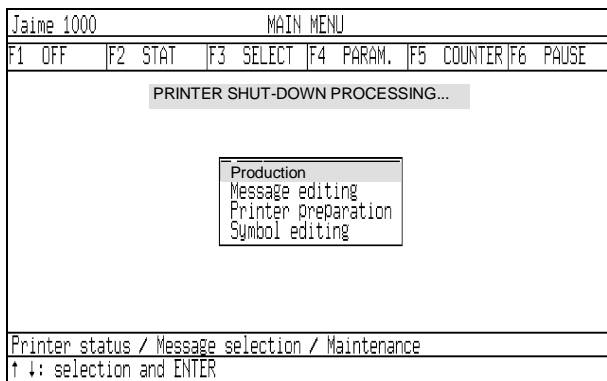 Jaime 1000 MAIN MENU
F1 OFF F2 STAT F3 SELECT F4 PARAM. F5 COUNTER F6 PAUSE
PRINTER SHUT-DOWN PROCESSING...
Production
Message editing
Printer preparation
Symbol editing
Printer status / Message selection / Maintenance
↑ ↓: selection and ENTER